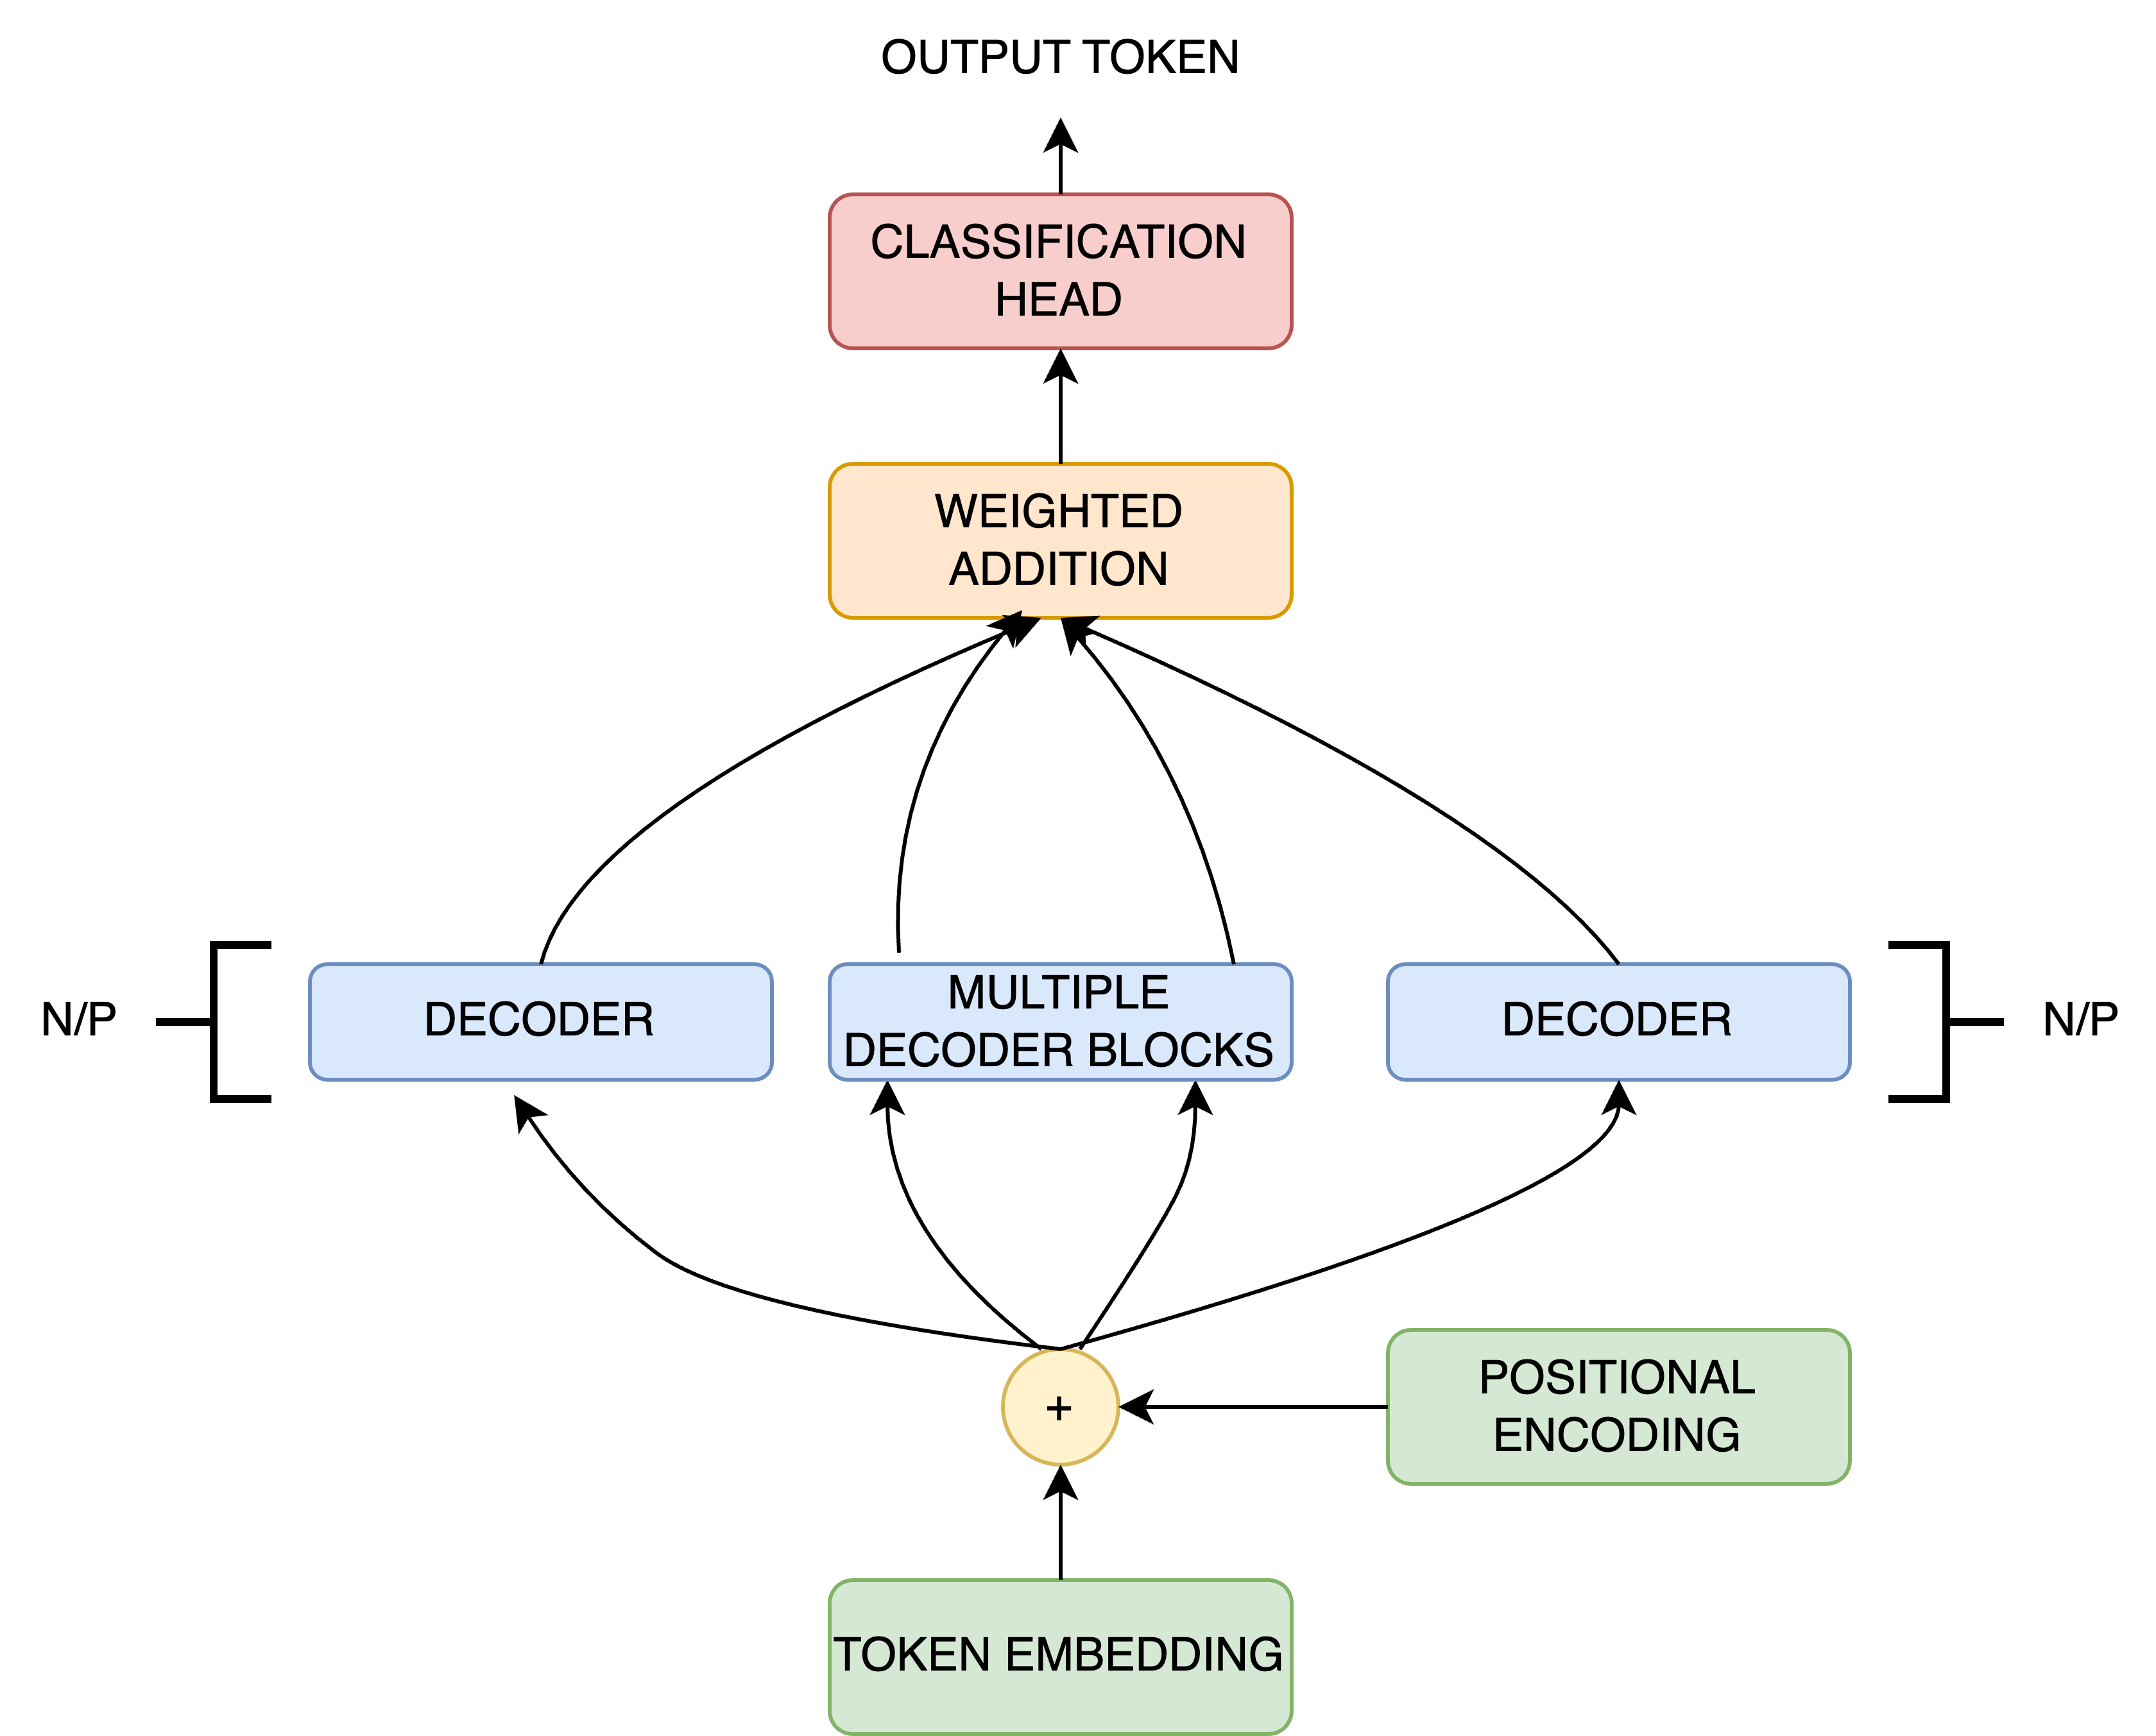 OUTPUT TOKEN
CLASSIFICATION
HEAD
WEIGHTED
ADDITION
N/P
DECODER
MULTIPLE
DECODER BLOCKS
DECODER
N/P
+
POSITIONAL
ENCODING
TOKEN EMBEDDING